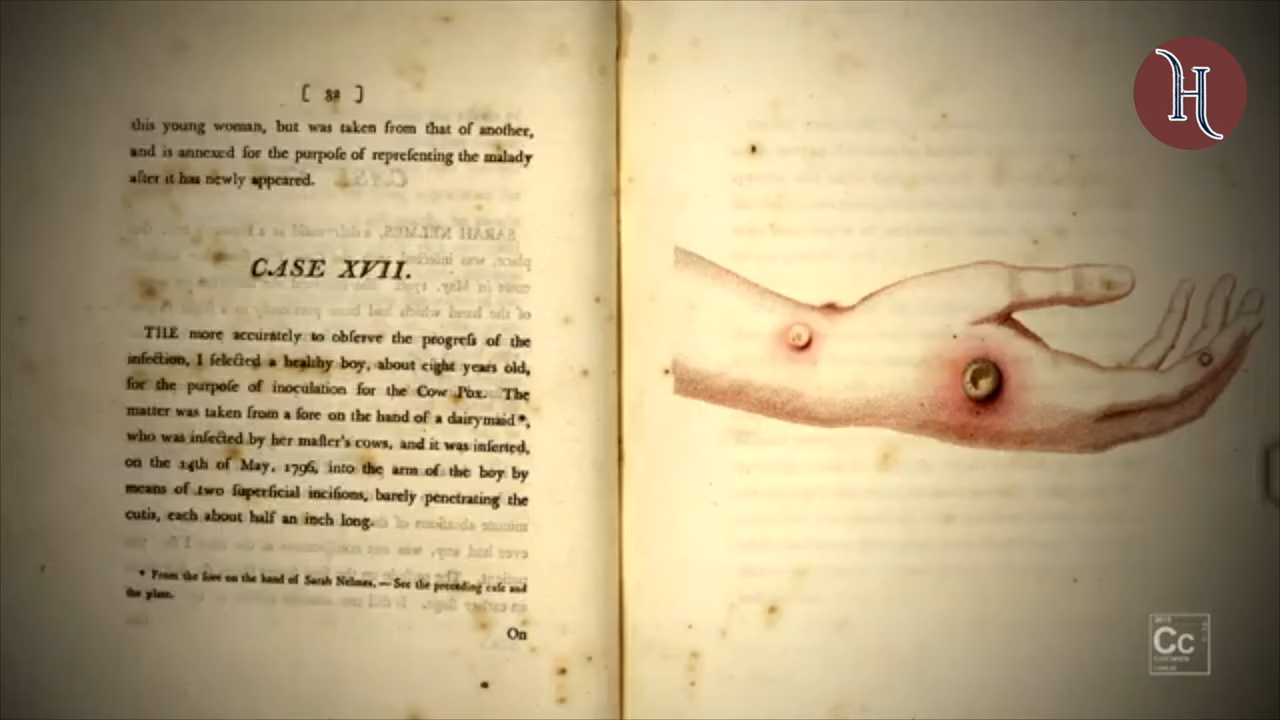 [ 32 ]
this young woman, but was taken from that of another,
and is annexed for the purpoſe of repreſenting the malady
after it has newly appeared.
CASE XVII.
THE more accurately to obſerve the progreſs of the
infection, I ſelected a healthy boy, about eight years old,
for the purpoſe of inoculation for the Cow Pox. The
matter was taken from a ſore on the hand of a dairymaid*,
who was infected by her maſter's cows, and it was inſerted,
on the 14th of May, 1796, into the arm of the boy by
means of two ſuperficial inciſions, barely penetrating the
cutis, each about half an inch long.
* From the ſore on the hand of Sarah Nelmes. — See the preceding caſe and
the plate.
On
H
Cc